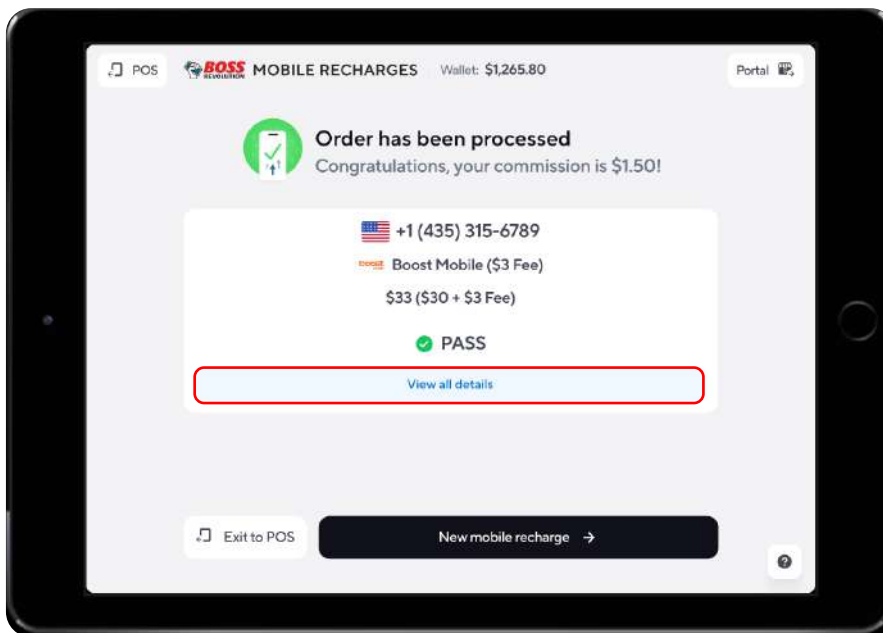 POS BOSS REVOLUTION MOBILE RECHARGES Wallet: $1,265.80 Portal
Order has been processed
Congratulations, your commission is $1.50!
+1 (435) 315-6789
boost Boost Mobile ($3 Fee)
$33 ($30 + $3 Fee)
PASS
View all details
Exit to POS New mobile recharge →
?